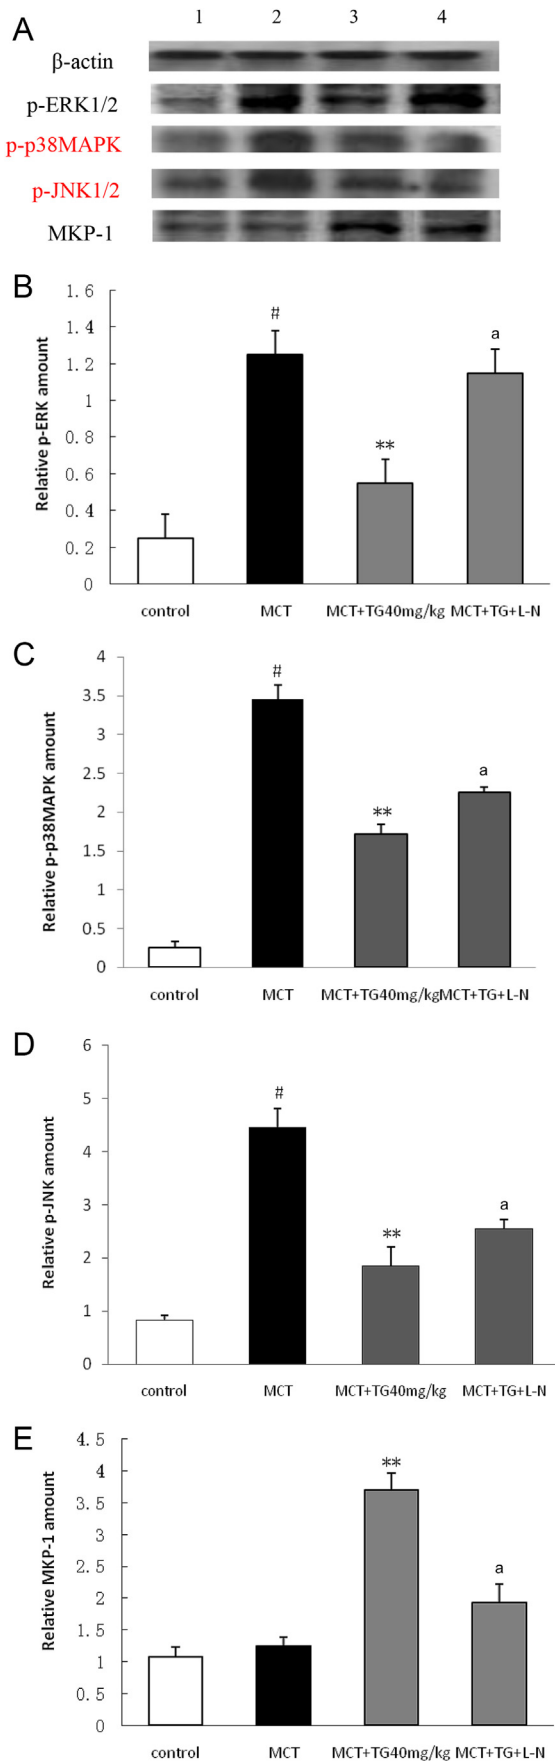 A
1 2 3 4
β-actin
p-ERK1/2
p-p38MAPK
p-JNK1/2
MKP-1
B
Relative p-ERK amount
1.6
1.4
1.2
1
0.8
0.6
0.4
0.2
0
#
**
a
control MCT MCT+TG40mg/kg MCT+TG+L-N
C
Relative p-p38MAPK amount
4
3.5
3
2.5
2
1.5
1
0.5
0
#
**
a
control MCT MCT+TG40mg/kgMCT+TG+L-N
D
Relative p-JNK amount
6
5
4
3
2
1
0
#
**
a
control MCT MCT+TG40mg/kg MCT+TG+L-N
E
Relative MKP-1 amount
4.5
4
3.5
3
2.5
2
1.5
1
0.5
0
**
a
control MCT MCT+TG40mg/kg MCT+TG+L-N